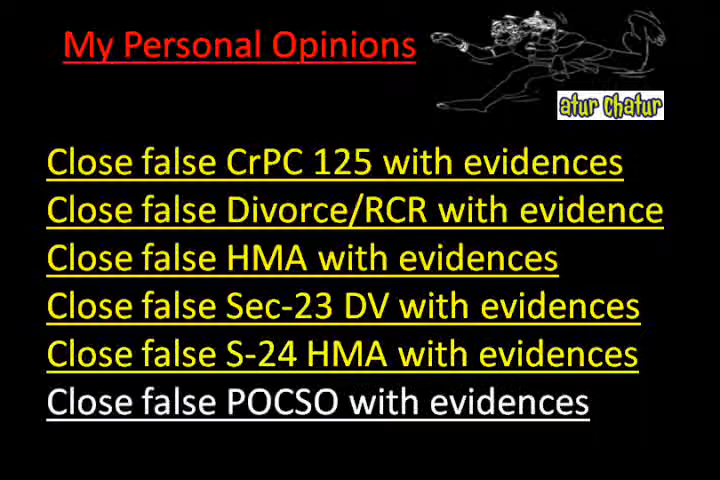 My Personal Opinions
atur Chatur
Close false CrPC 125 with evidences
Close false Divorce/RCR with evidence
Close false HMA with evidences
Close false Sec-23 DV with evidences
Close false S-24 HMA with evidences
Close false POCSO with evidences